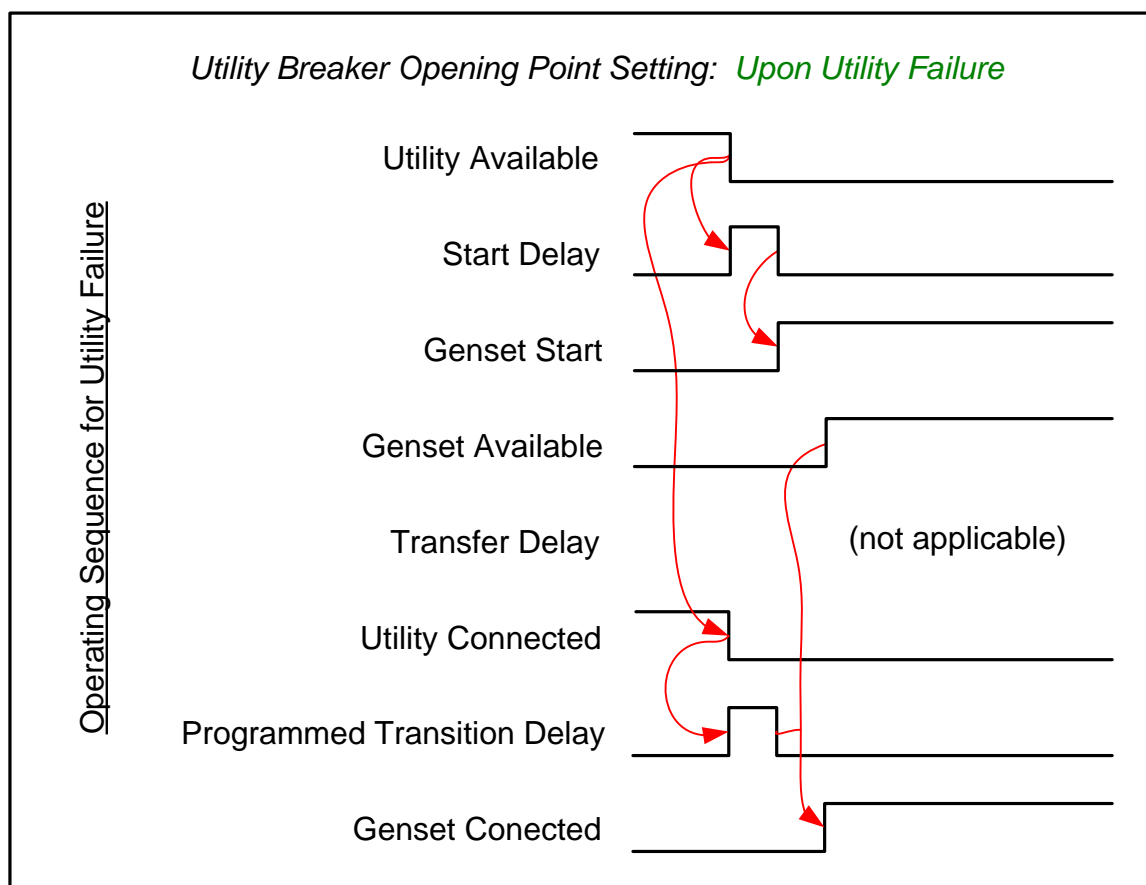 Utility Breaker Opening Point Setting: Upon Utility Failure
Operating Sequence for Utility Failure
Utility Available
Start Delay
Genset Start
Genset Available
Transfer Delay
(not applicable)
Utility Connected
Programmed Transition Delay
Genset Conected